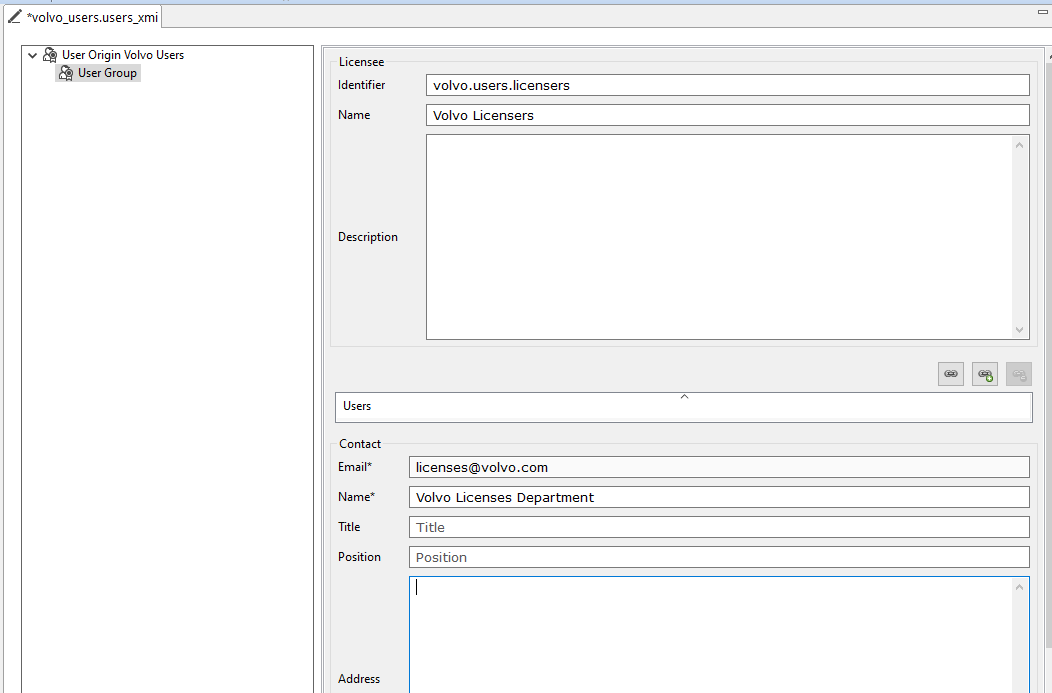 *volvo_users.users_xmi
User Origin Volvo Users
User Group
Licensee
Identifier volvo.users.licensers
Name Volvo Licensers
Description
Users
Contact
Email* licenses@volvo.com
Name* Volvo Licenses Department
Title Title
Position Position
Address